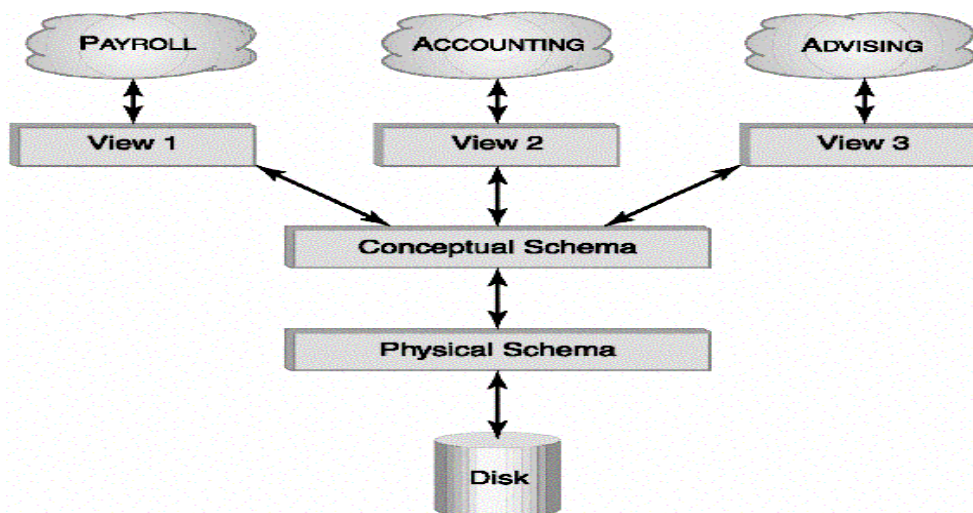 PAYROLL
ACCOUNTING
ADVISING
View 1
View 2
View 3
Conceptual Schema
Physical Schema
Disk